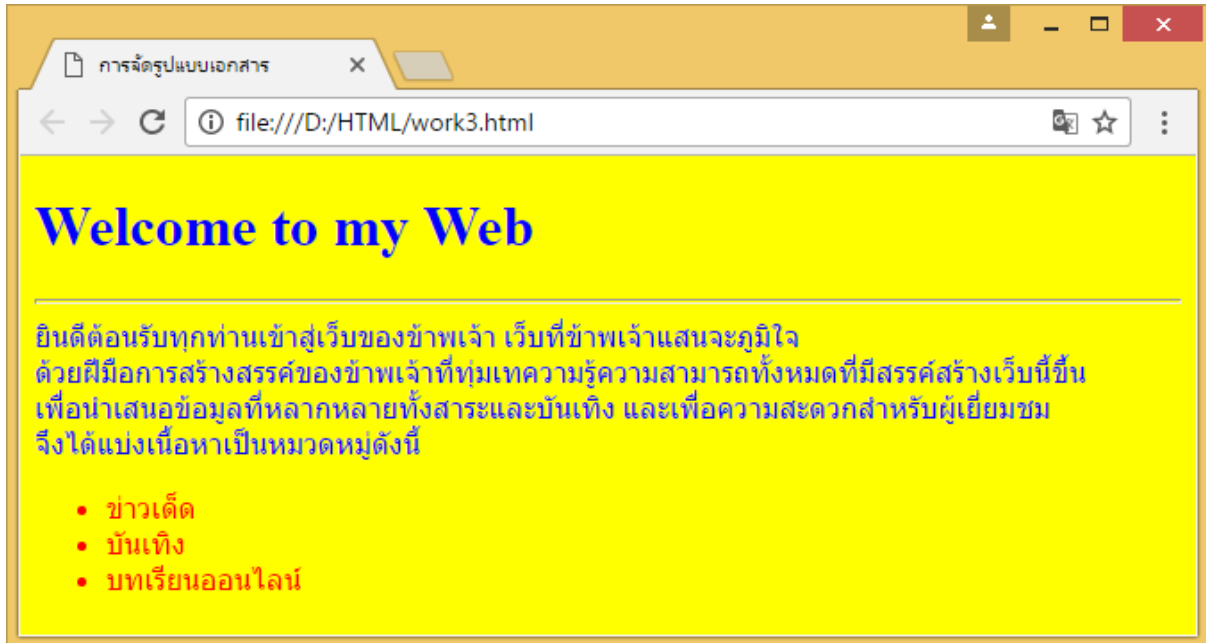 การจัดรูปแบบเอกสาร
file:///D:/HTML/work3.html
Welcome to my Web
ยินดีต้อนรับทุกท่านเข้าสู่เว็บของข้าพเจ้า เว็บที่ข้าพเจ้าแสนจะภูมิใจ
ด้วยฝีมือการสร้างสรรค์ของข้าพเจ้าที่ทุ่มเทความรู้ความสามารถทั้งหมดที่มีสรรค์สร้างเว็บนี้ขึ้น
เพื่อนำเสนอข้อมูลที่หลากหลายทั้งสาระและบันเทิง และเพื่อความสะดวกสำหรับผู้เยี่ยมชม
จึงได้แบ่งเนื้อหาเป็นหมวดหมู่ดังนี้
• ข่าวเด็ด
• บันเทิง
• บทเรียนออนไลน์